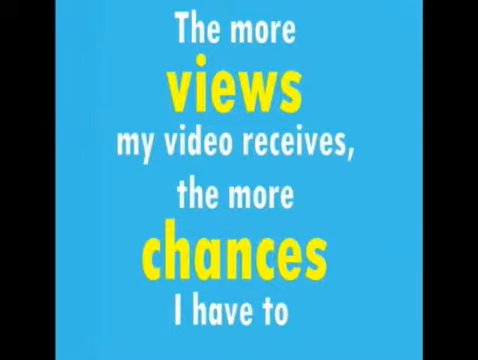 The more
views
my video receives,
the more
chances
I have to